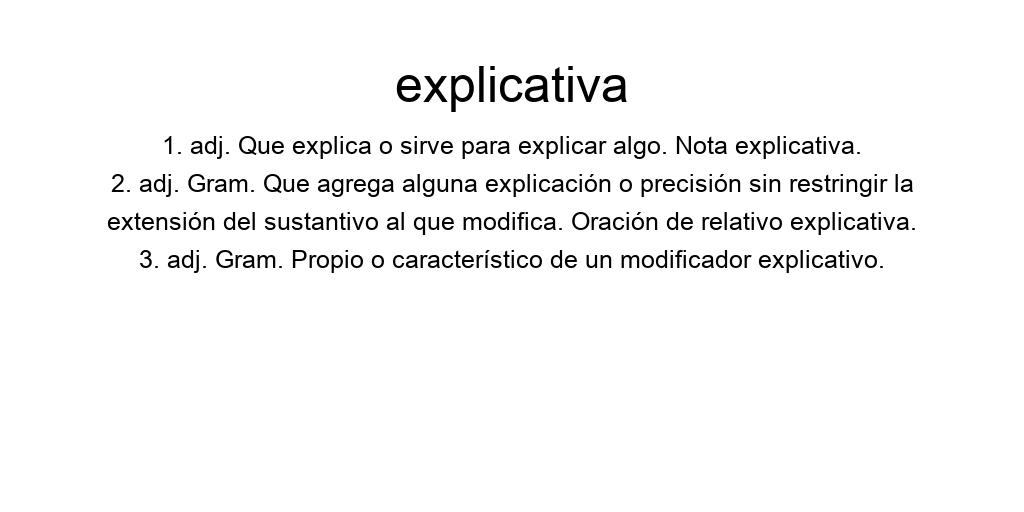 explicativa
1. adj. Que explica o sirve para explicar algo. Nota explicativa.
2. adj. Gram. Que agrega alguna explicación o precisión sin restringir la
extensión del sustantivo al que modifica. Oración de relativo explicativa.
3. adj. Gram. Propio o característico de un modificador explicativo.